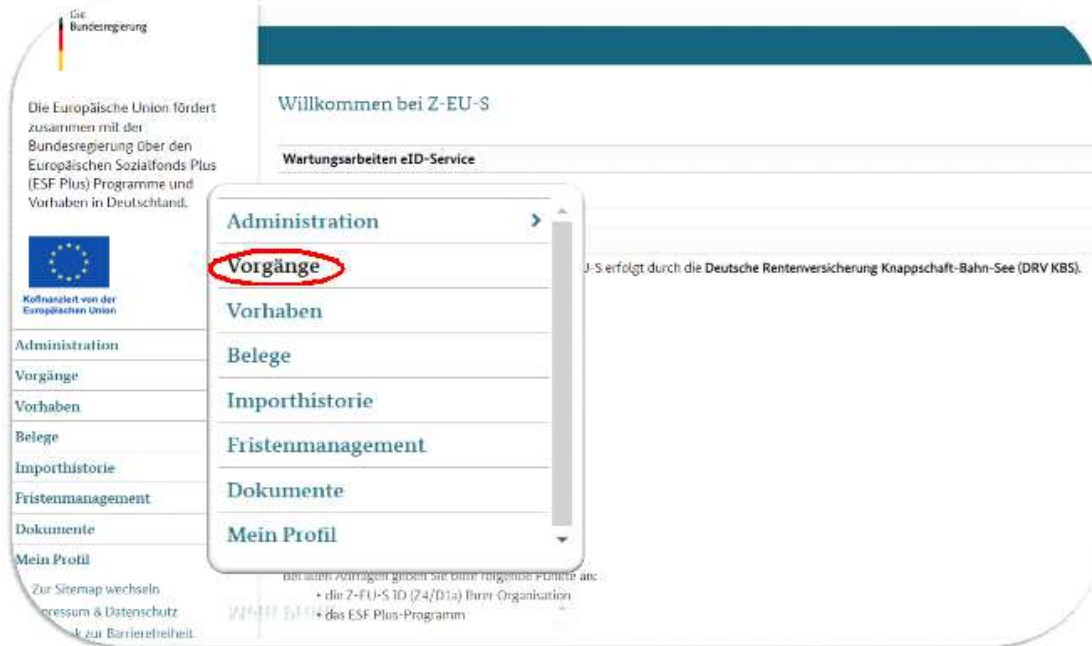 Die
Bundesregierung
Die Europäische Union fördert
zusammen mit der
Bundesregierung über den
Europäischen Sozialfonds Plus
(ESF Plus) Programme und
Vorhaben in Deutschland.
Kofinanziert von der
Europäischen Union
Administration
Vorgänge
Vorhaben
Belege
Importhistorie
Fristenmanagement
Dokumente
Mein Profil
Zur Sitemap wechseln
pressum & Datenschutz
k zur Barrierefreiheit
Willkommen bei Z-EU-S
Wartungsarbeiten eID-Service
U-S erfolgt durch die Deutsche Rentenversicherung Knappschaft-Bahn-See (DRV KBS).
Administration
Vorgänge
Vorhaben
Belege
Importhistorie
Fristenmanagement
Dokumente
Mein Profil
Bei allen Anfragen geben Sie bitte folgende Punkte an:
• die Z-EU-S ID (Z4/D1a) Ihrer Organisation
• das ESF Plus-Programm